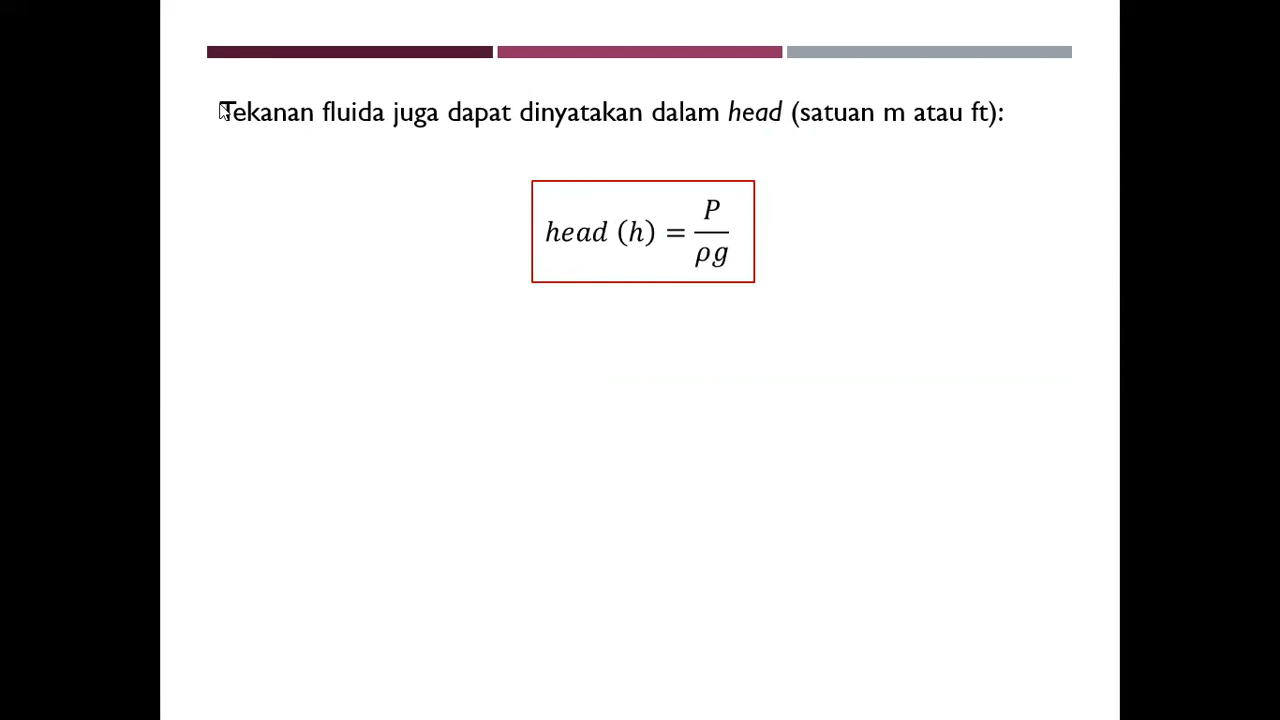 Tekanan fluida juga dapat dinyatakan dalam head (satuan m atau ft):
head (h) = P/ρg